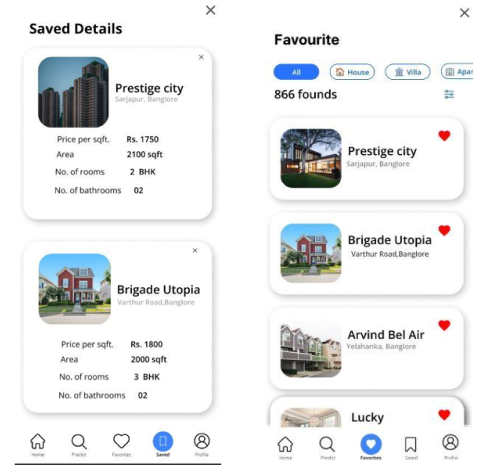 Saved Details
Prestige city
Sarjapur, Banglore
Price per sqft. Rs. 1750
Area 2100 sqft
No. of rooms 2 BHK
No. of bathrooms 02
Brigade Utopia
Varthur Road,Banglore
Price per sqft. Rs. 1800
Area 2000 sqft
No. of rooms 3 BHK
No. of bathrooms 02
Home Predict Favorites Saved Profile
Favourite
All House Villa Apar
866 founds
Prestige city
Sarjapur, Banglore
Brigade Utopia
Varthur Road,Banglore
Arvind Bel Air
Yelahanka, Banglore
Lucky
Home Predict Favorites Saved Profile